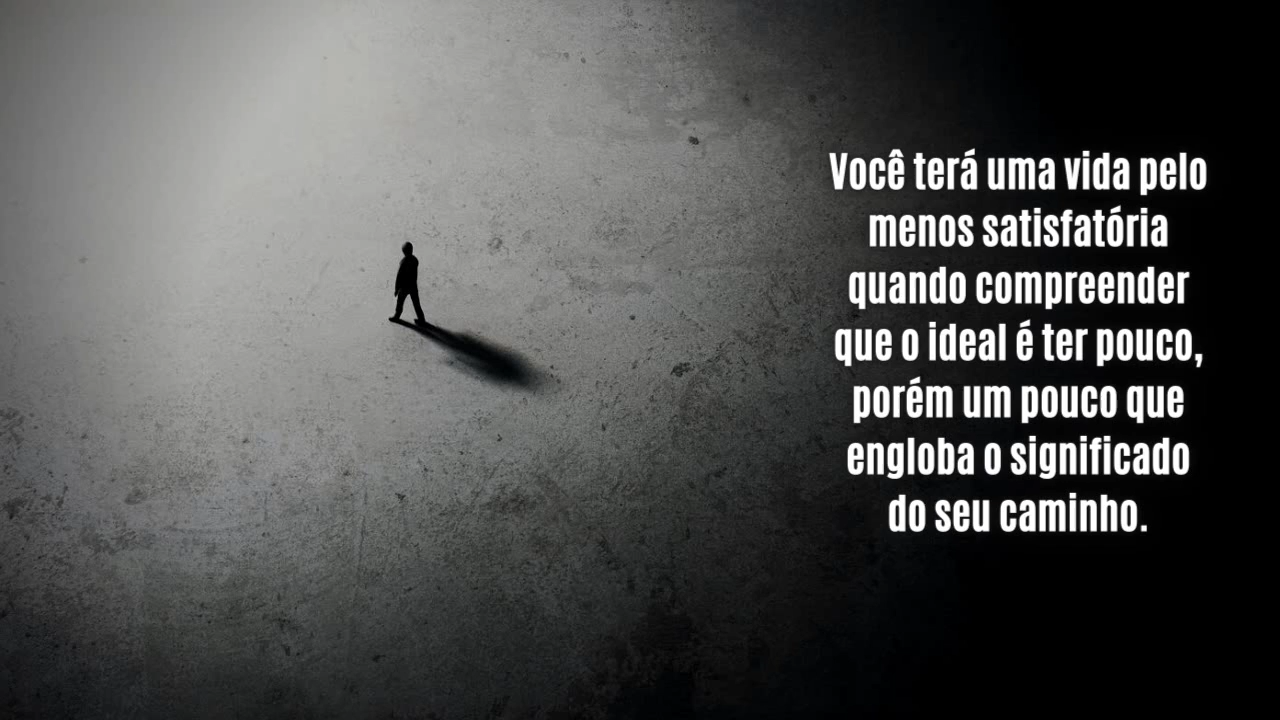 Você terá uma vida pelo
menos satisfatória
quando compreender
que o ideal é ter pouco,
porém um pouco que
engloba o significado
do seu caminho.